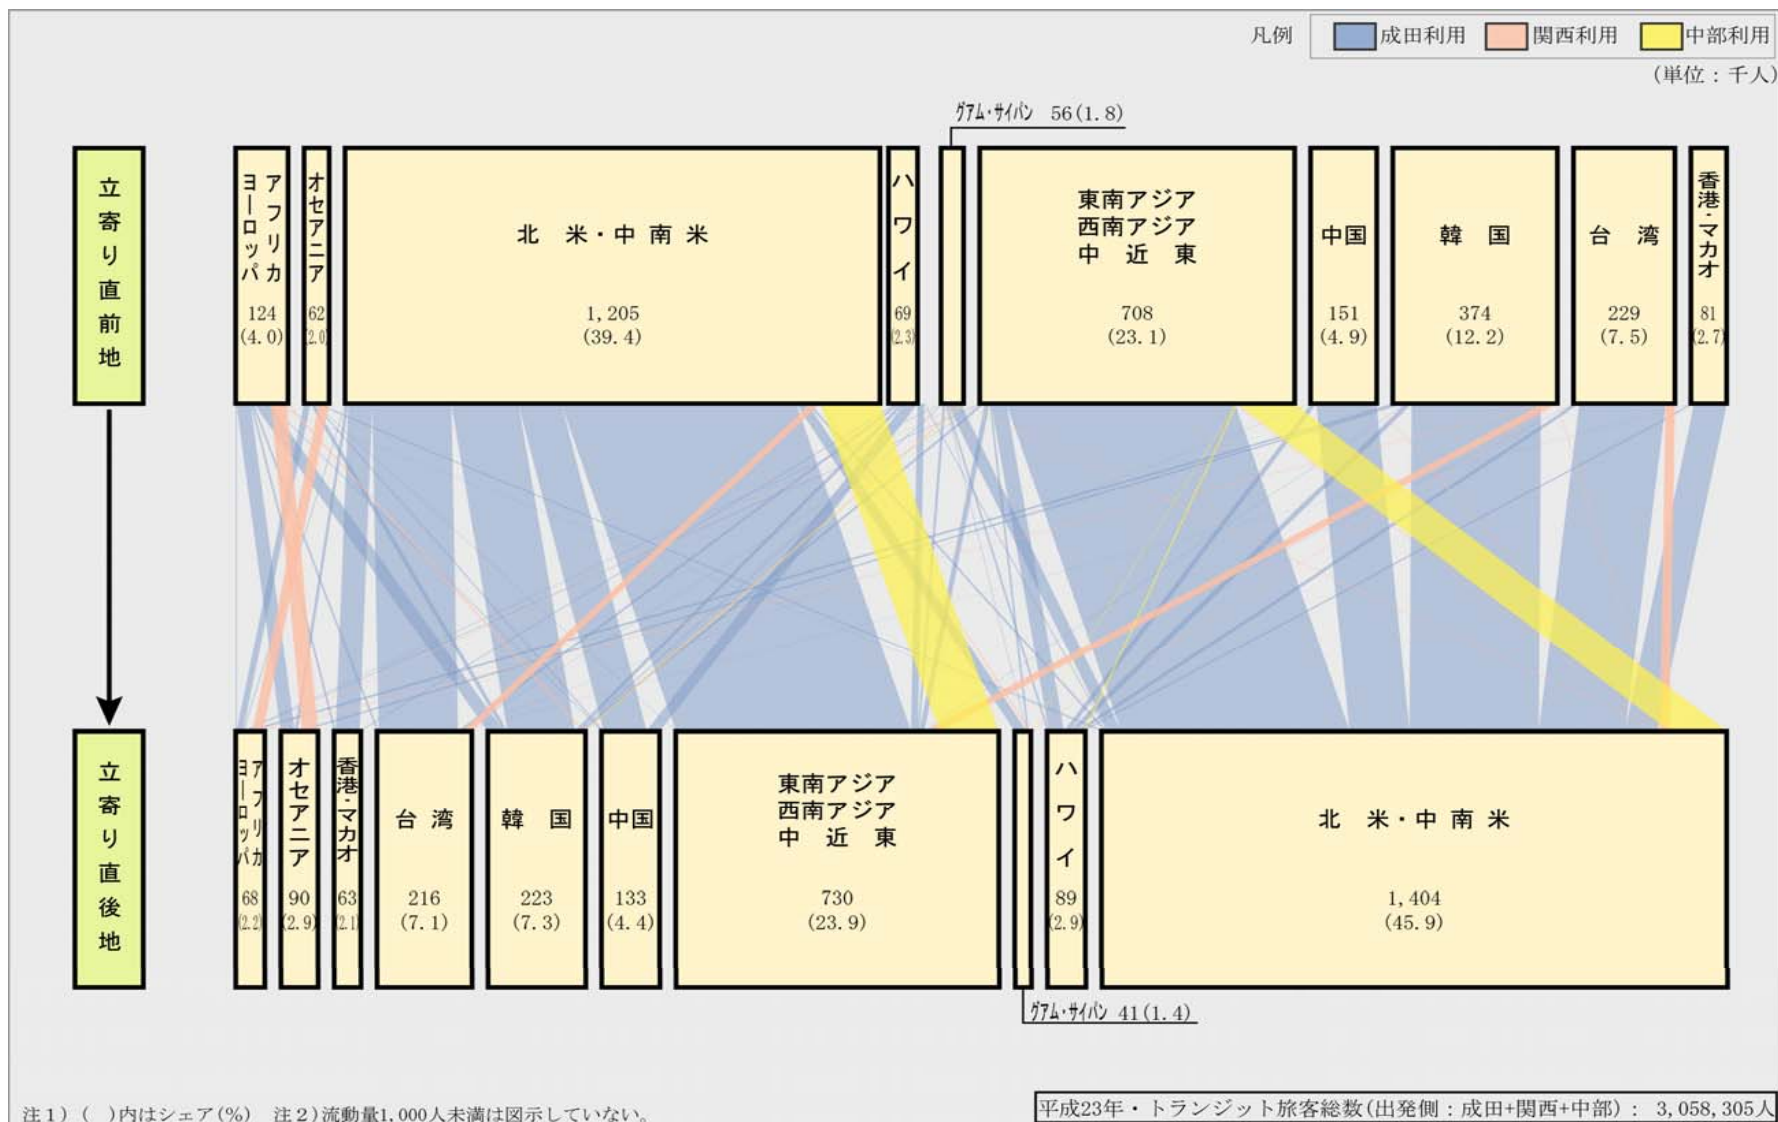 凡例 成田利用 関西利用 中部利用
(単位：千人)
グアム・サイパン 56(1.8)
立寄り直前地
アフリカ
ヨーロッパ
124
(4.0)
オセアニア
62
(2.0)
北米・中南米
1,205
(39.4)
ハワイ
69
(2.3)
東南アジア
西南アジア
中近東
708
(23.1)
中国
151
(4.9)
韓国
374
(12.2)
台湾
229
(7.5)
香港・マカオ
81
(2.7)
立寄り直後地
アフリカ
ヨーロッパ
68
(2.2)
オセアニア
90
(2.9)
香港・マカオ
63
(2.1)
台湾
216
(7.1)
韓国
223
(7.3)
中国
133
(4.4)
東南アジア
西南アジア
中近東
730
(23.9)
ハワイ
89
(2.9)
北米・中南米
1,404
(45.9)
グアム・サイパン 41(1.4)
注１）（ ）内はシェア(%) 注２)流動量1,000人未満は図示していない。
平成23年・トランジット旅客総数(出発側：成田+関西+中部)： 3,058,305人